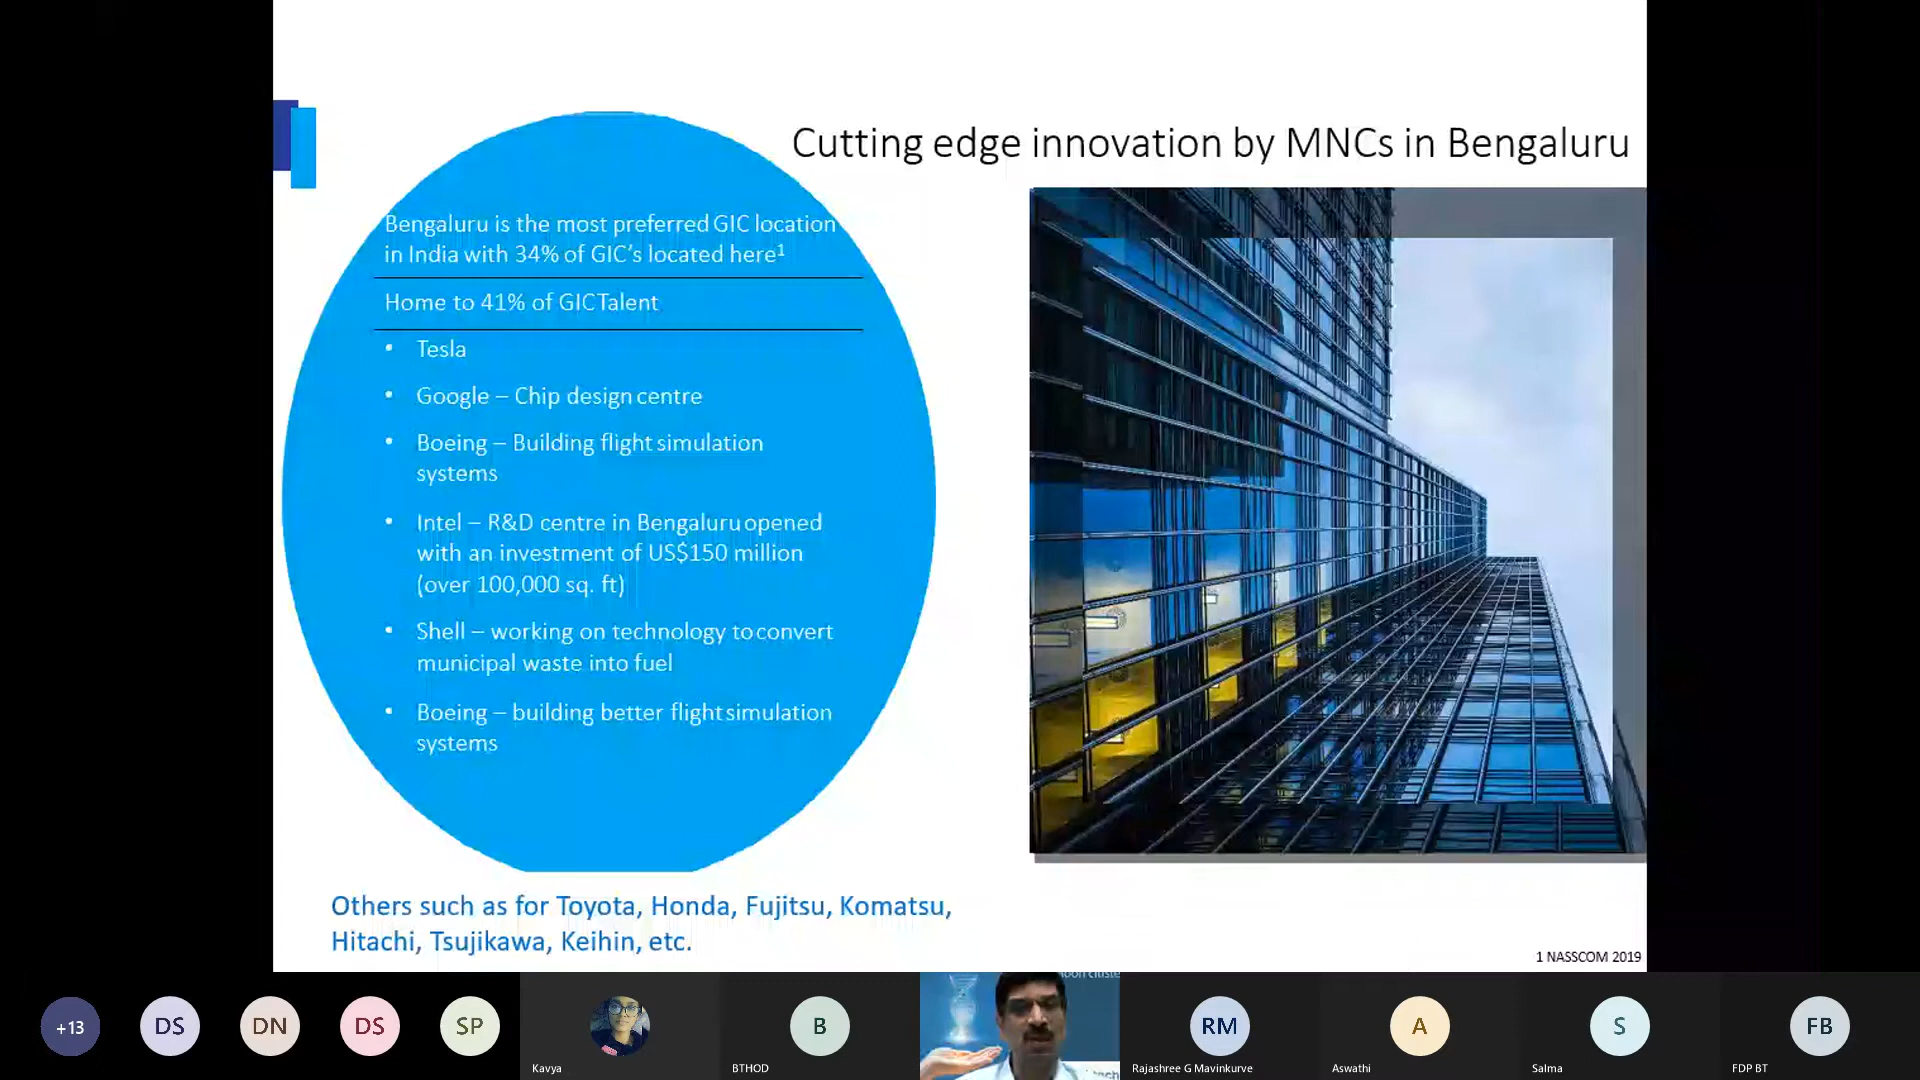 Cutting edge innovation by MNCs in Bengaluru
Bengaluru is the most preferred GIC location
in India with 34% of GIC's located here¹
Home to 41% of GIC Talent
• Tesla
• Google – Chip design centre
• Boeing – Building flight simulation
systems
• Intel – R&D centre in Bengaluru opened
with an investment of US$150 million
(over 100,000 sq. ft)
• Shell – working on technology to convert
municipal waste into fuel
• Boeing – building better flight simulation
systems
Others such as for Toyota, Honda, Fujitsu, Komatsu,
Hitachi, Tsujikawa, Keihin, etc.
1 NASSCOM 2019
+13
DS
DN
DS
SP
Kavya
B
BTHOD
RM
Rajashree G Mavinkurve
A
Aswathi
S
Salma
FB
FDP BT